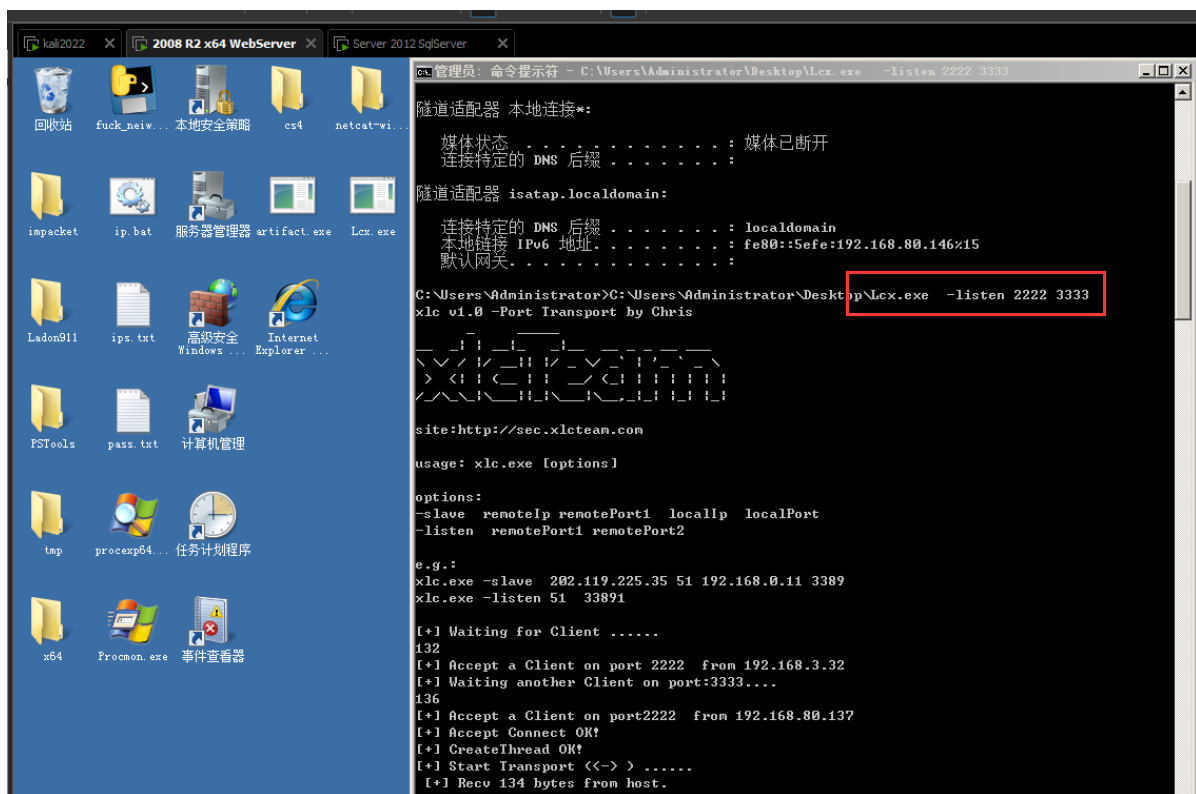 kali2022 × 2008 R2 x64 WebServer × Server 2012 SqlServer ×
回收站
fuck_neiw...
本地安全策略
cs4
netcat-wi...
impacket
ip.bat
服务器管理器
artifact.exe
Lcx.exe
Ladon911
ips.txt
高级安全
Windows ...
Internet
Explorer ...
PSTools
pass.txt
计算机管理
tmp
procexp64...
任务计划程序
x64
Procmon.exe
事件查看器
管理员: 命令提示符 - C:\Users\Administrator\Desktop\Lcx.exe  -listen 2222 3333
隧道适配器 本地连接*:
媒体状态 . . . . . . . . . . . . : 媒体已断开
连接特定的 DNS 后缀 . . . . . . . :
隧道适配器 isatap.localdomain:
连接特定的 DNS 后缀 . . . . . . . : localdomain
本地链接 IPv6 地址. . . . . . . . : fe80::5efe:192.168.80.146%15
默认网关. . . . . . . . . . . . . :
C:\Users\Administrator>C:\Users\Administrator\Desktop\Lcx.exe  -listen 2222 3333
xlc v1.0 -Port Transport by Chris
xlcTeam
site:http://sec.xlcteam.com
usage: xlc.exe [options]
options:
-slave  remoteIp remotePort1  localIp  localPort
-listen  remotePort1 remotePort2
e.g.:
xlc.exe -slave  202.119.225.35 51 192.168.0.11 3389
xlc.exe -listen 51  33891
[+] Waiting for Client ......
132
[+] Accept a Client on port 2222  from 192.168.3.32
[+] Waiting another Client on port:3333....
136
[+] Accept a Client on port2222  from 192.168.80.137
[+] Accept Connect OK!
[+] CreateThread OK!
[+] Start Transport (<-> ) ......
[+] Recv 134 bytes from host.